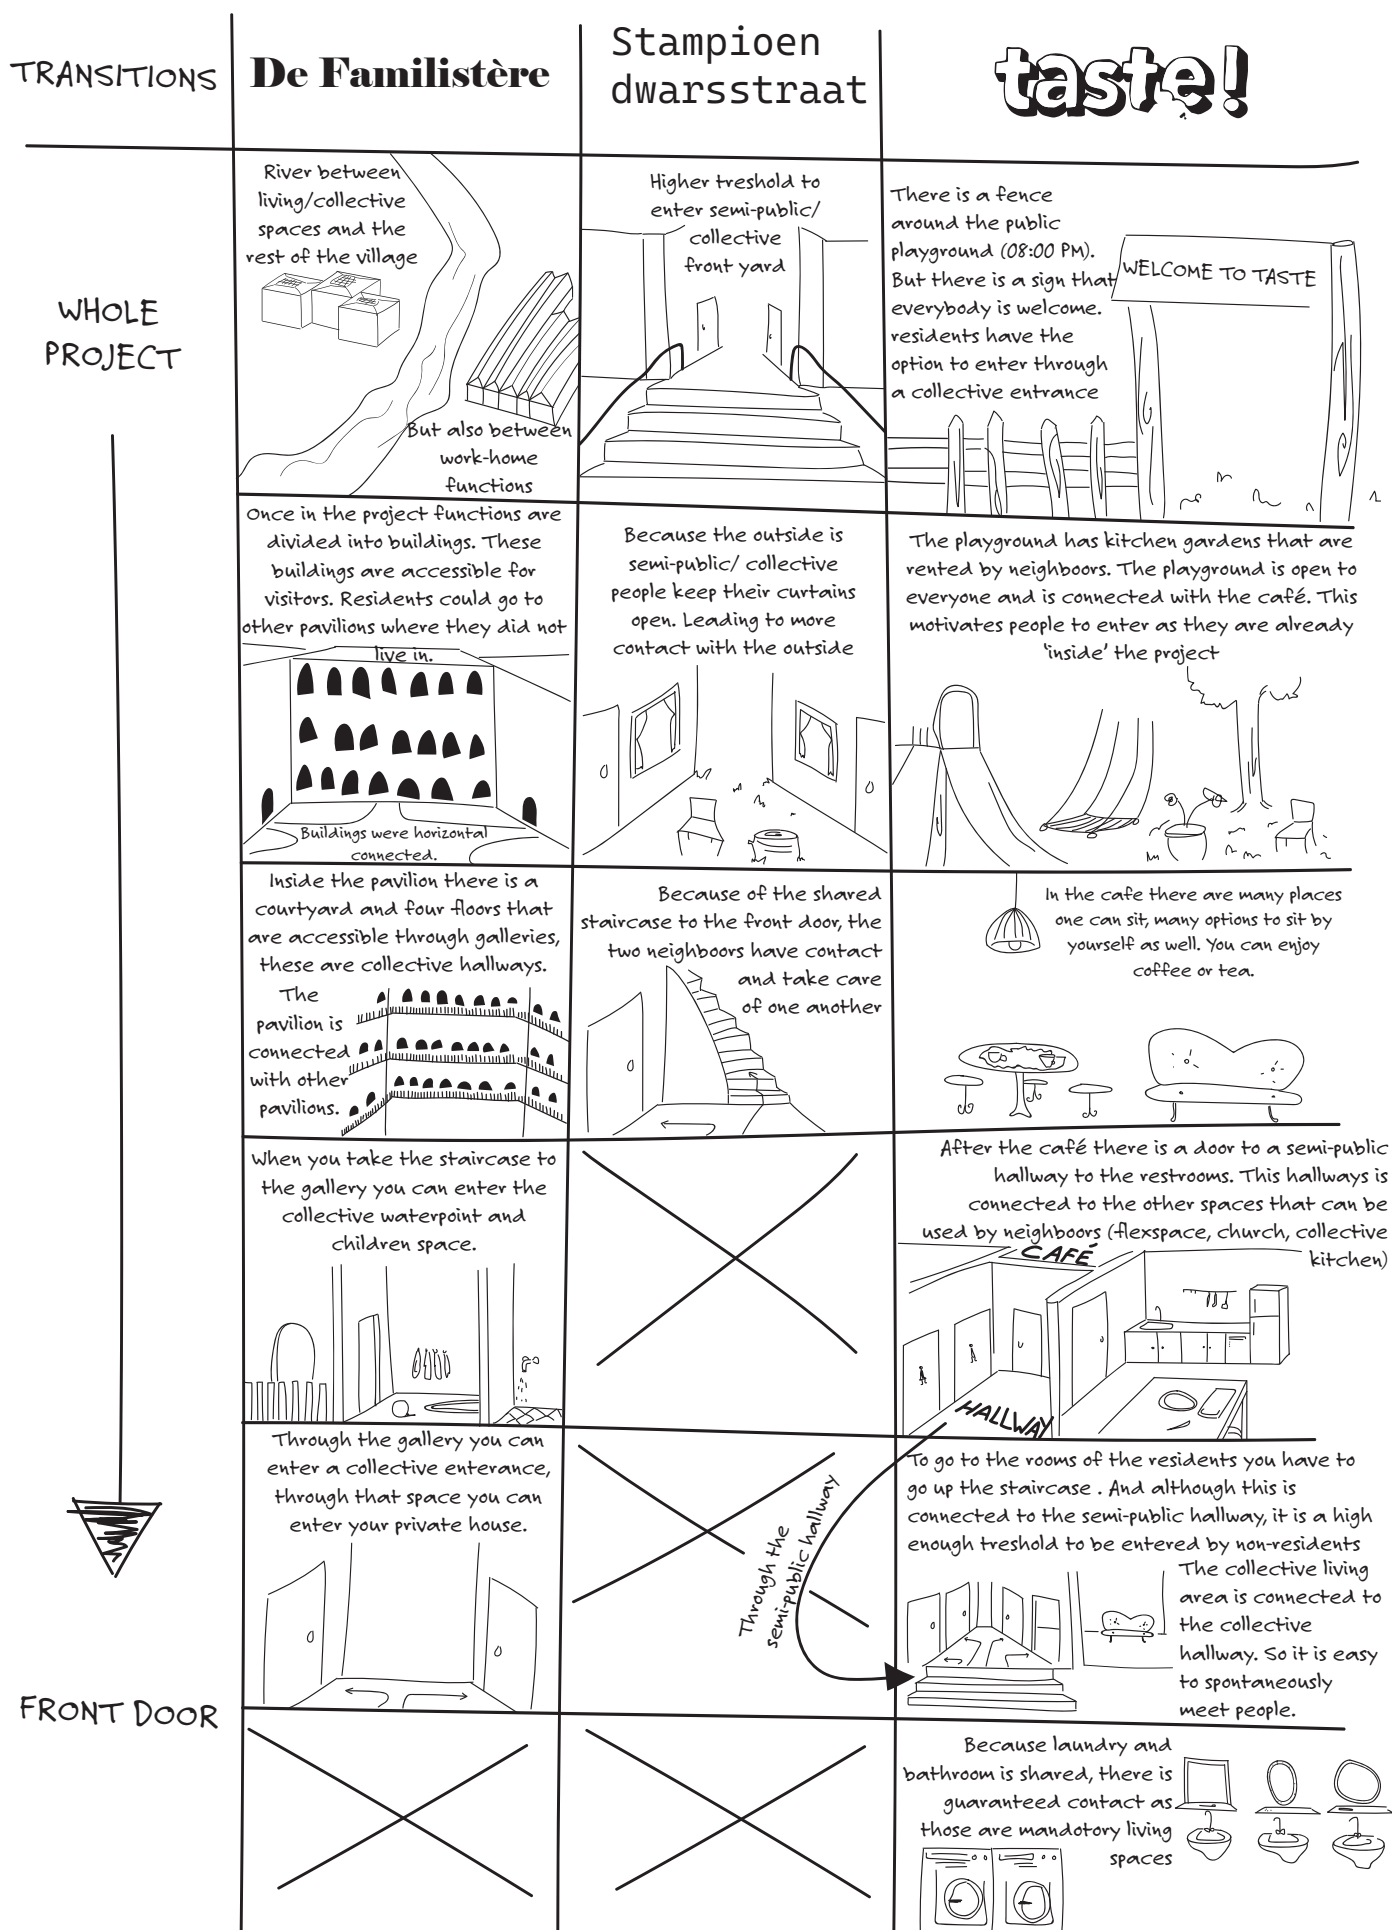 TRANSITIONS
De Familistère
Stampioen
dwarsstraat
taste!
WHOLE
PROJECT
River between
living/collective
spaces and the
rest of the village
But also between
work-home
functions
Higher treshold to
enter semi-public/
collective
front yard
There is a fence
around the public
playground (08:00 PM).
But there is a sign that
everybody is welcome.
residents have the
option to enter through
a collective entrance
WELCOME TO TASTE
Once in the project functions are
divided into buildings. These
buildings are accessible for
visitors. Residents could go to
other pavilions where they did not
live in.
Buildings were horizontal
connected.
Because the outside is
semi-public/ collective
people keep their curtains
open. Leading to more
contact with the outside
The playground has kitchen gardens that are
rented by neighboors. The playground is open to
everyone and is connected with the café. This
motivates people to enter as they are already
'inside' the project
Inside the pavilion there is a
courtyard and four floors that
are accessible through galleries,
these are collective hallways.
The
pavilion is
connected
with other
pavilions.
Because of the shared
staircase to the front door, the
two neighboors have contact
and take care
of one another
In the cafe there are many places
one can sit, many options to sit by
yourself as well. You can enjoy
coffee or tea.
When you take the staircase to
the gallery you can enter the
collective waterpoint and
children space.
After the café there is a door to a semi-public
hallway to the restrooms. This hallways is
connected to the other spaces that can be
used by neighboors (flexspace, church, collective
kitchen)
CAFÉ
HALLWAY
Through the gallery you can
enter a collective enterance,
through that space you can
enter your private house.
Through the
semi-public hallway
To go to the rooms of the residents you have to
go up the staircase . And although this is
connected to the semi-public hallway, it is a high
enough treshold to be entered by non-residents
The collective living
area is connected to
the collective
hallway. So it is easy
to spontaneously
meet people.
FRONT DOOR
Because laundry and
bathroom is shared, there is
guaranteed contact as
those are mandotory living
spaces